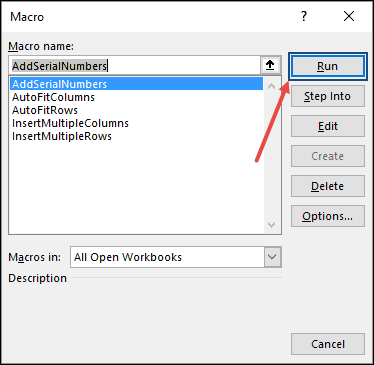 Macro
?
Macro name:
AddSerialNumbers
Run
AddSerialNumbers
AutoFitColumns
AutoFitRows
InsertMultipleColumns
InsertMultipleRows
Step Into
Edit
Create
Delete
Options...
Macros in: All Open Workbooks
Description
Cancel